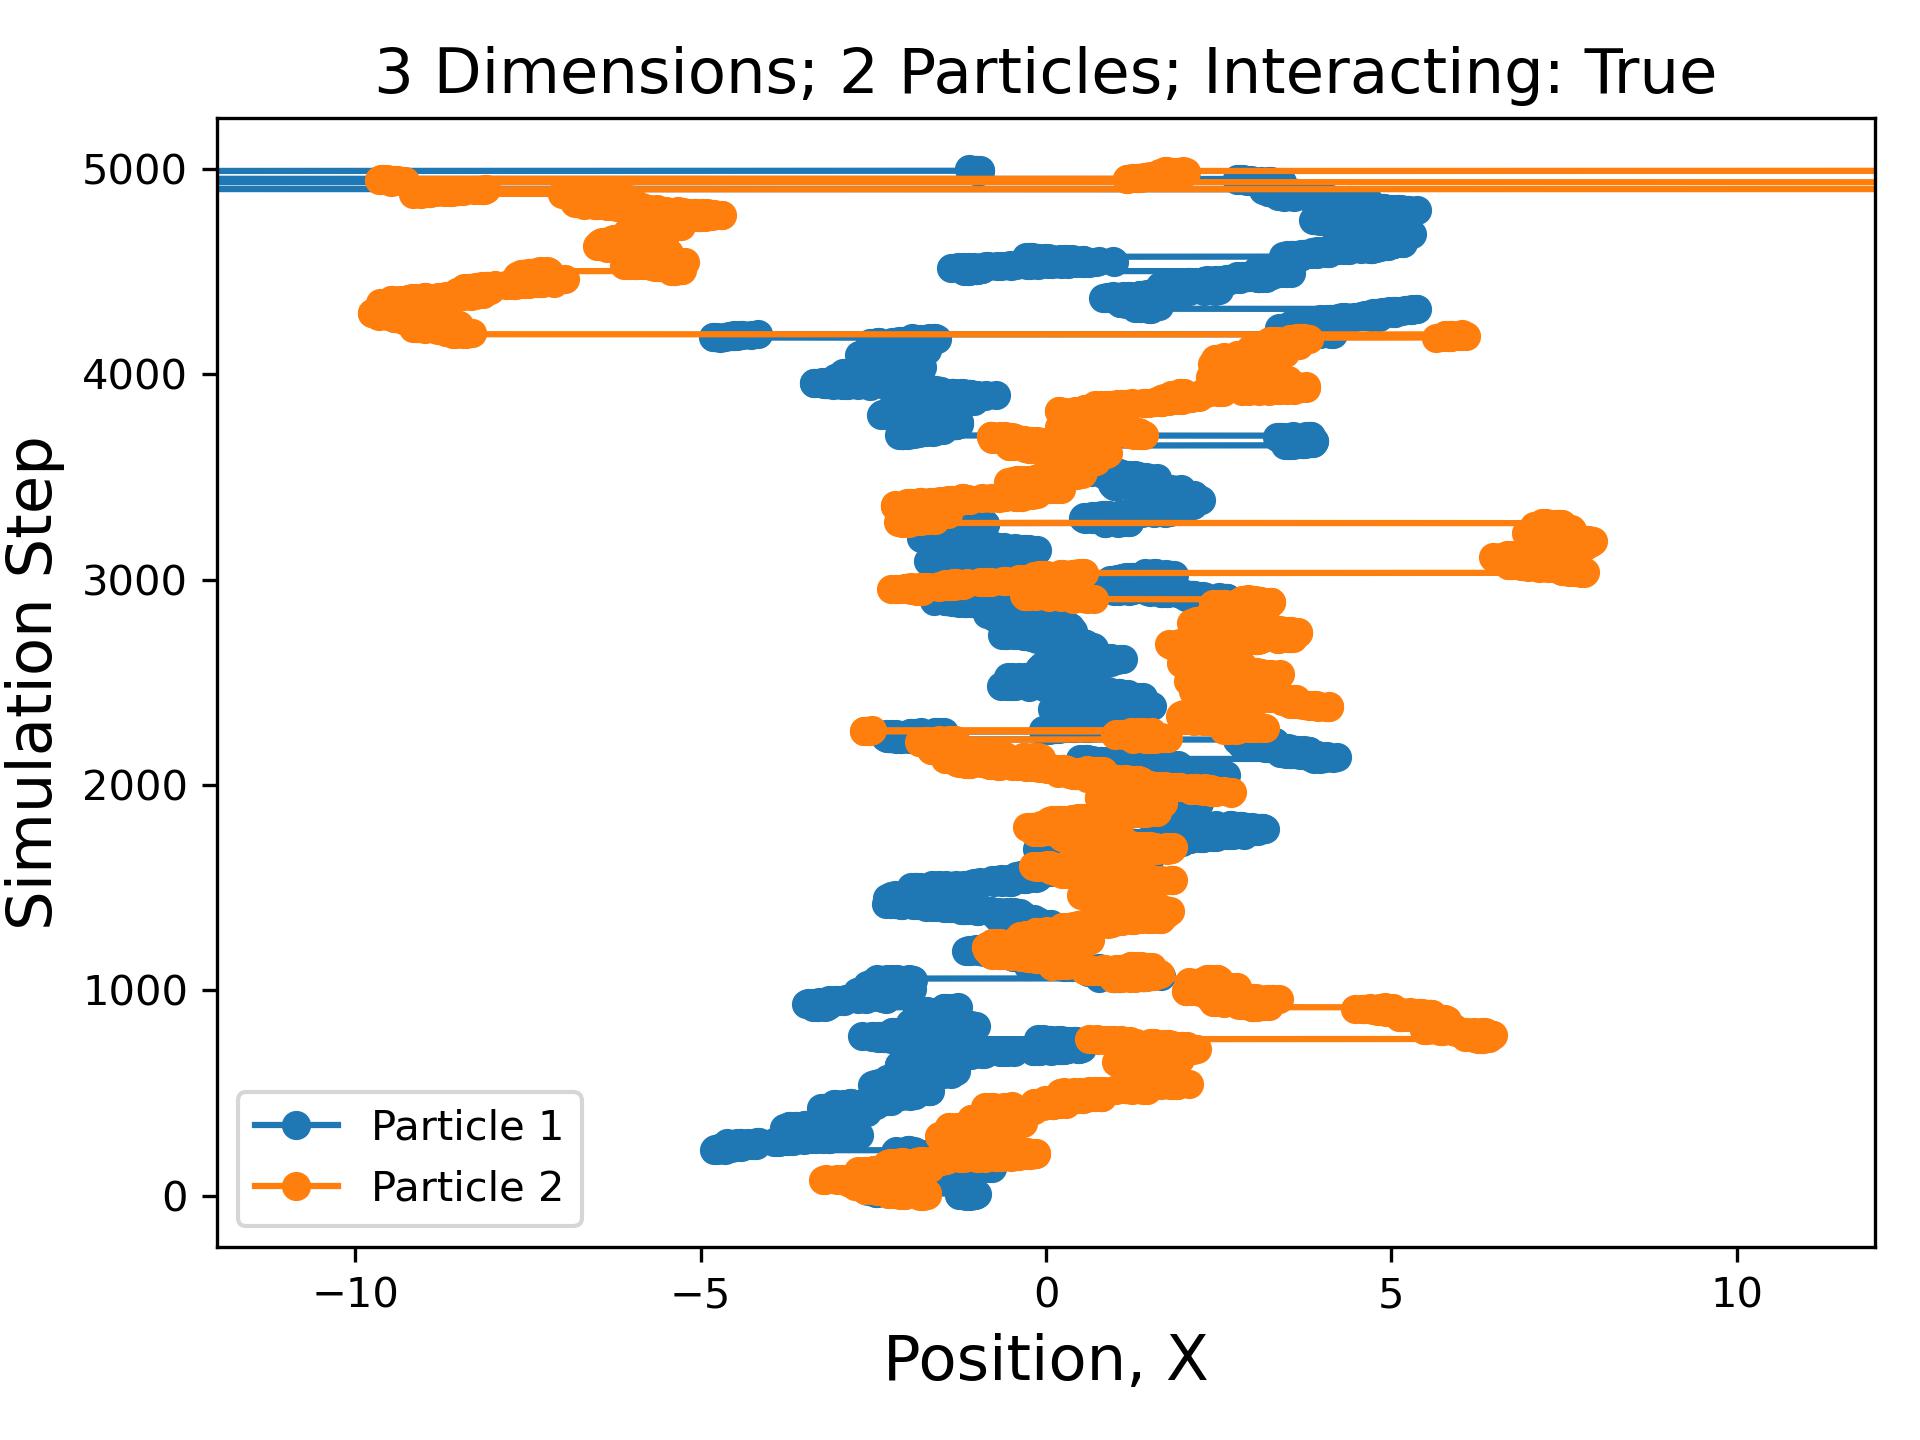 3 Dimensions; 2 Particles; Interacting: True
Simulation Step
5000
4000
3000
2000
1000
0
Particle 1
Particle 2
−10
−5
0
5
10
Position, X